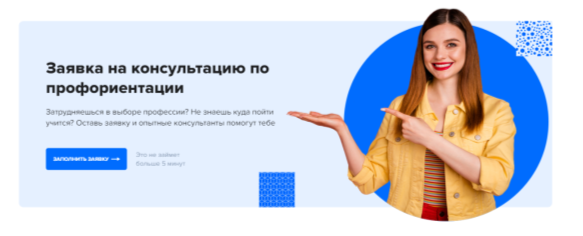 Заявка на консультацию по
профориентации
Затрудняешься в выборе профессии? Не знаешь куда пойти
учится? Оставь заявку и опытные консультанты помогут тебе
ЗАПОЛНИТЬ ЗАЯВКУ →
Это не займет
больше 5 минут